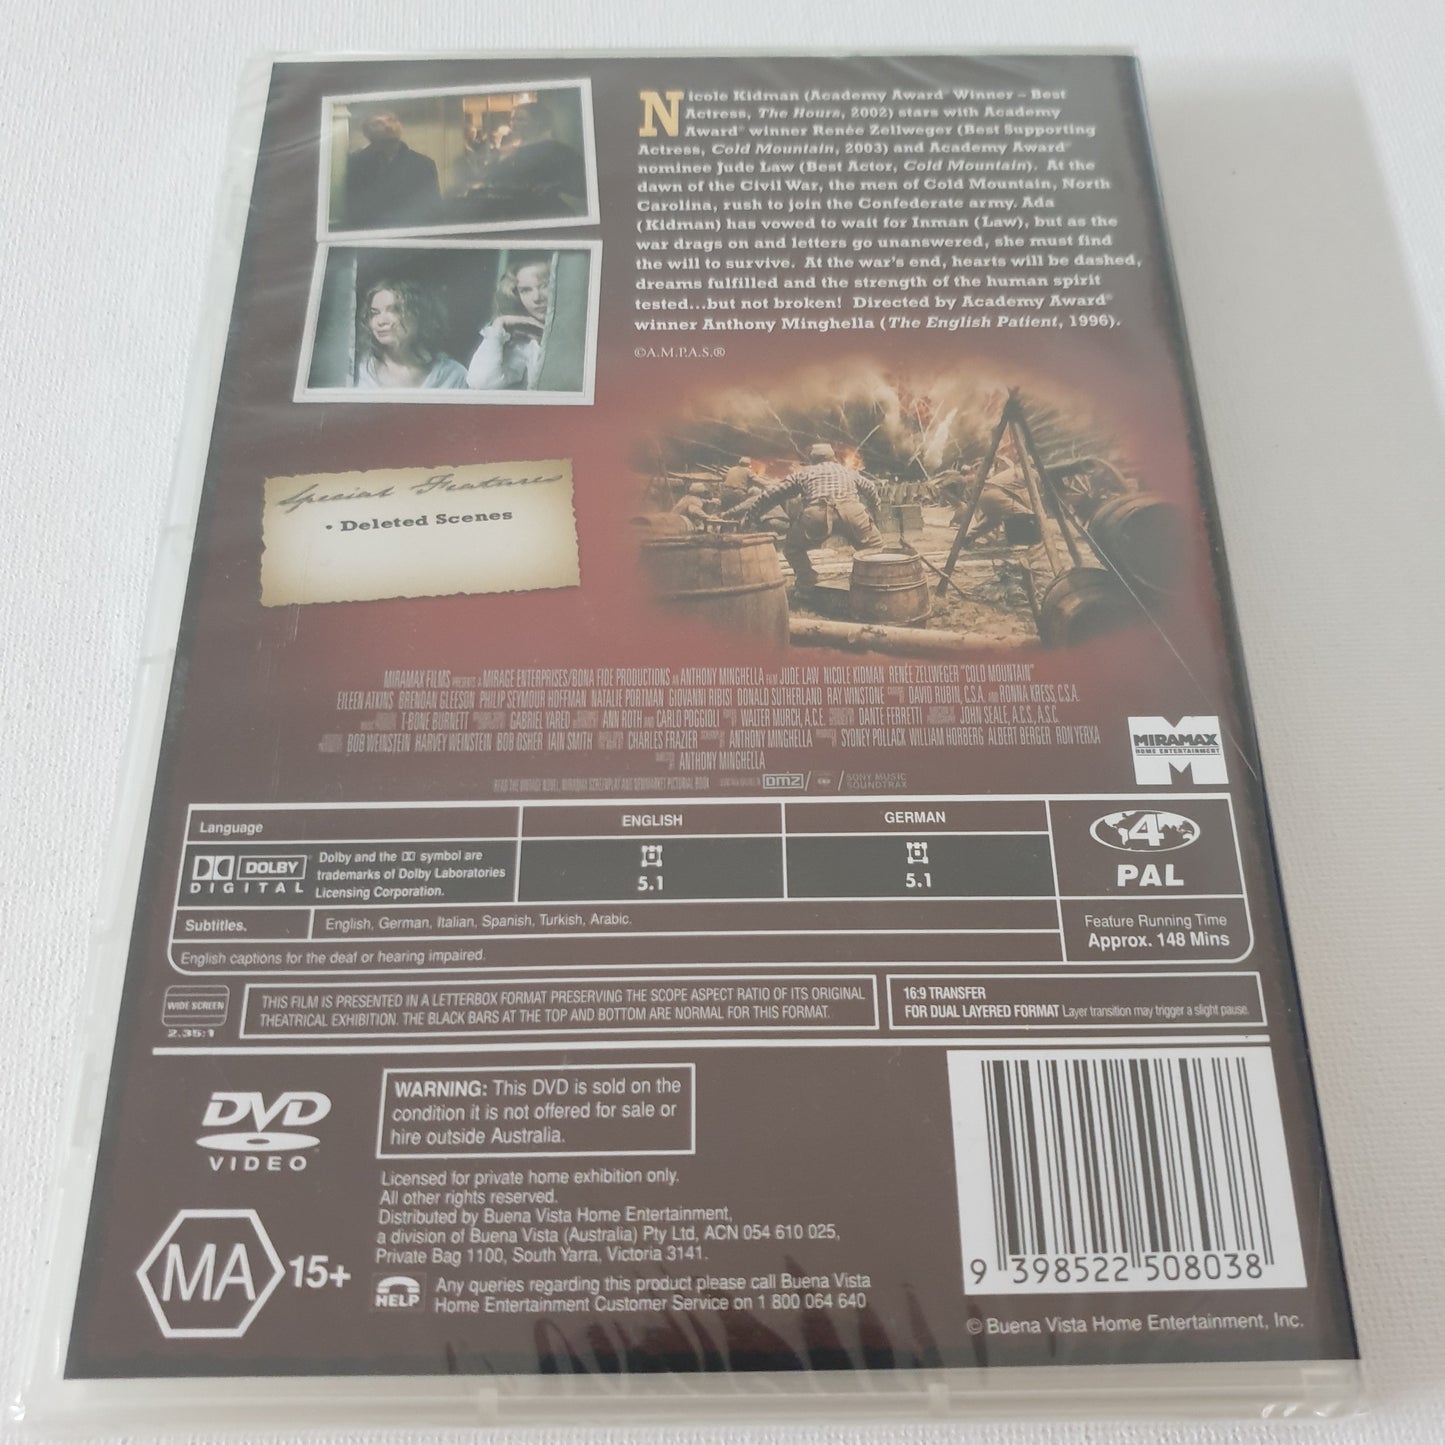 Nicole Kidman (Academy Award® Winner – Best
Actress, The Hours, 2002) stars with Academy
Award® winner Renée Zellweger (Best Supporting
Actress, Cold Mountain, 2003) and Academy Award®
nominee Jude Law (Best Actor, Cold Mountain). At the
dawn of the Civil War, the men of Cold Mountain, North
Carolina, rush to join the Confederate army. Ada
(Kidman) has vowed to wait for Inman (Law), but as the
war drags on and letters go unanswered, she must find
the will to survive. At the war's end, hearts will be dashed,
dreams fulfilled and the strength of the human spirit
tested...but not broken! Directed by Academy Award®
winner Anthony Minghella (The English Patient, 1996).
©A.M.P.A.S.®
Special Features
• Deleted Scenes
MIRAMAX FILMS PRESENTS A MIRAGE ENTERPRISES/BONA FIDE PRODUCTIONS AN ANTHONY MINGHELLA FILM JUDE LAW NICOLE KIDMAN RENÉE ZELLWEGER "COLD MOUNTAIN"
EILEEN ATKINS BRENDAN GLEESON PHILIP SEYMOUR HOFFMAN NATALIE PORTMAN GIOVANNI RIBISI DONALD SUTHERLAND RAY WINSTONE DAVID RUBIN, C.S.A. AND RONNA KRESS, C.S.A.
T-BONE BURNETT GABRIEL YARED ANN ROTH AND CARLO POGGIOLI WALTER MURCH, A.C.E. DANTE FERRETTI JOHN SEALE, A.C.S., A.S.C.
BOB WEINSTEIN HARVEY WEINSTEIN BOB OSHER IAIN SMITH CHARLES FRAZIER ANTHONY MINGHELLA SYDNEY POLLACK WILLIAM HORBERG ALBERT BERGER RON YERXA
ANTHONY MINGHELLA
READ THE VINTAGE NOVEL, MIRAMAX SCREENPLAY AND NEWMARKET PICTORIAL BOOK DMZ SONY MUSIC
SOUNDTRAX
MIRAMAX
HOME ENTERTAINMENT
Language ENGLISH GERMAN
DOLBY
DIGITAL
Dolby and the symbol are
trademarks of Dolby Laboratories
Licensing Corporation.
5.1 5.1
4
PAL
Subtitles. English, German, Italian, Spanish, Turkish, Arabic.
English captions for the deaf or hearing impaired.
Feature Running Time
Approx. 148 Mins
WIDE SCREEN
2.35:1
THIS FILM IS PRESENTED IN A LETTERBOX FORMAT PRESERVING THE SCOPE ASPECT RATIO OF ITS ORIGINAL
THEATRICAL EXHIBITION. THE BLACK BARS AT THE TOP AND BOTTOM ARE NORMAL FOR THIS FORMAT.
16:9 TRANSFER
FOR DUAL LAYERED FORMAT Layer transition may trigger a slight pause.
DVD
VIDEO
WARNING: This DVD is sold on the
condition it is not offered for sale or
hire outside Australia.
Licensed for private home exhibition only.
All other rights reserved.
Distributed by Buena Vista Home Entertainment,
a division of Buena Vista (Australia) Pty Ltd, ACN 054 610 025,
Private Bag 1100, South Yarra, Victoria 3141.
MA 15+
HELP
Any queries regarding this product please call Buena Vista
Home Entertainment Customer Service on 1 800 064 640
9 398522 508038
© Buena Vista Home Entertainment, Inc.